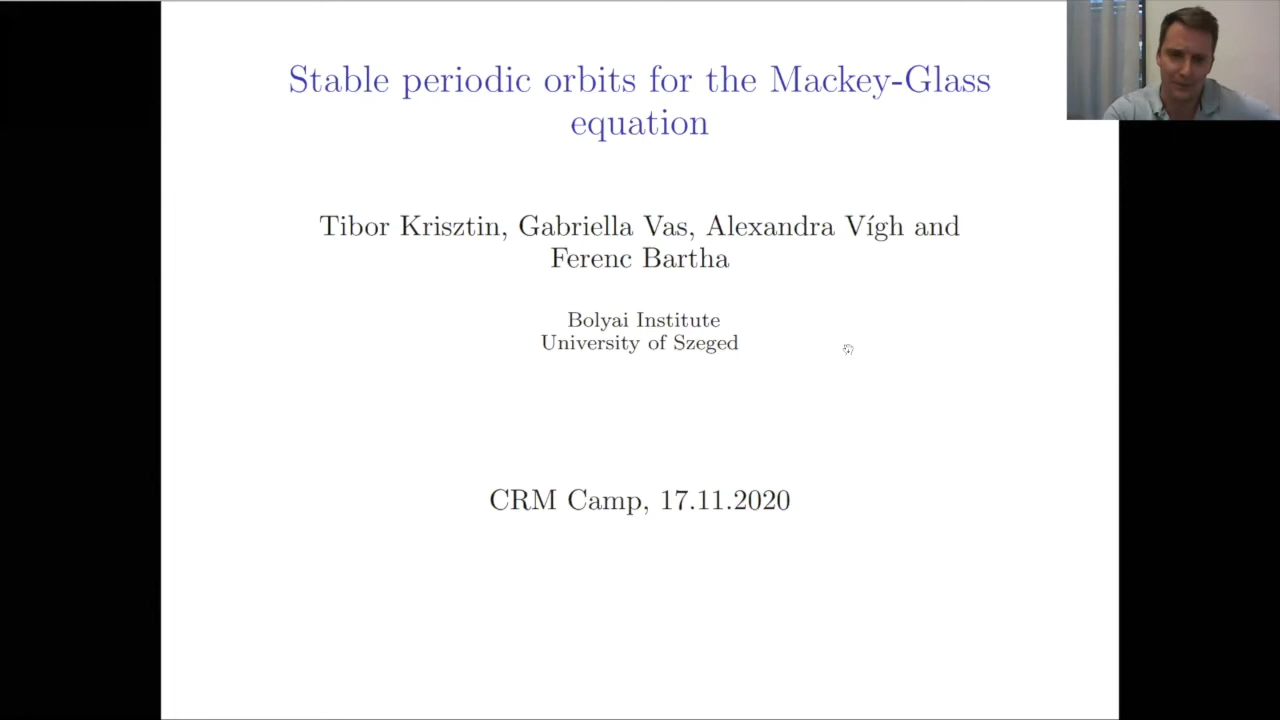 Stable periodic orbits for the Mackey-Glass
equation
Tibor Krisztin, Gabriella Vas, Alexandra Vígh and
Ferenc Bartha
Bolyai Institute
University of Szeged
CRM Camp, 17.11.2020